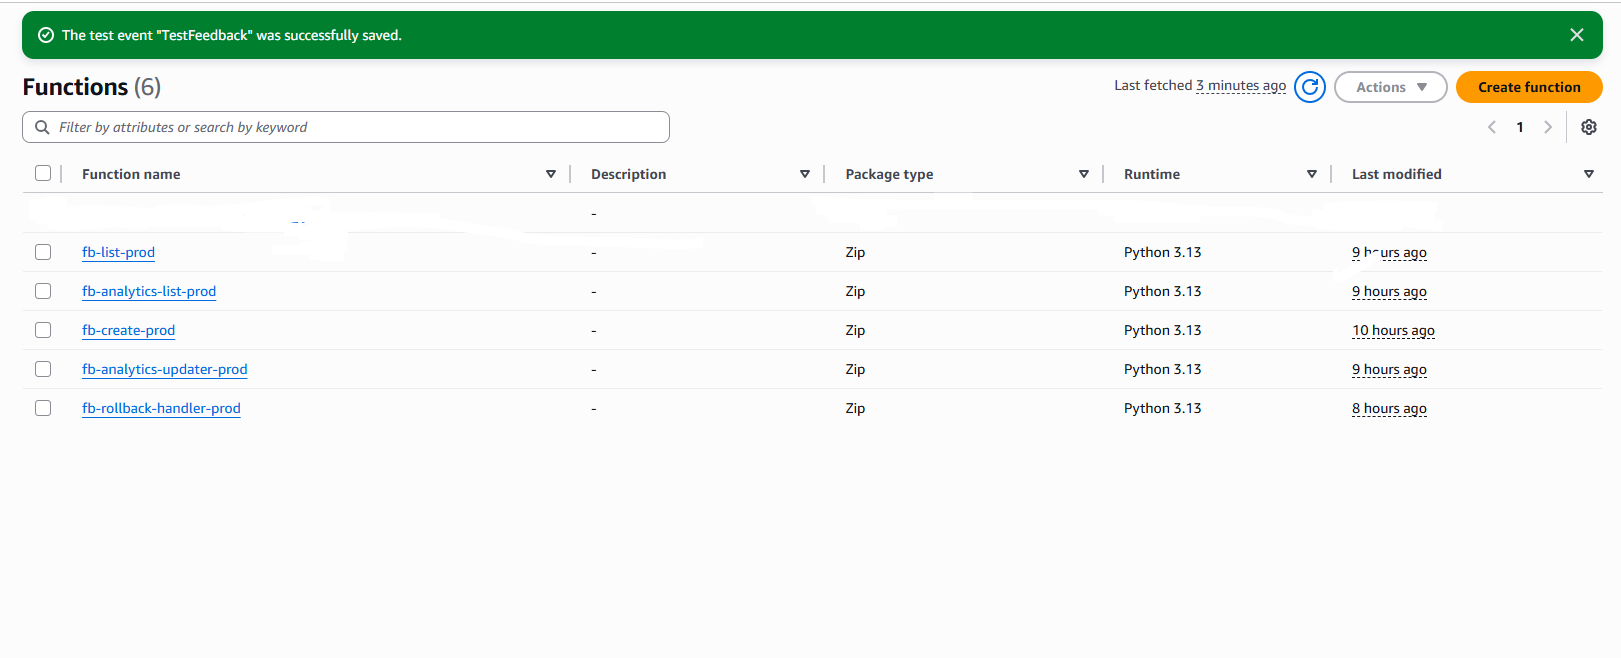 The test event "TestFeedback" was successfully saved.
Functions (6)
Last fetched 3 minutes ago
Actions
Create function
Filter by attributes or search by keyword
1
Function name Description Package type Runtime Last modified
-
fb-list-prod - Zip Python 3.13 9 hours ago
fb-analytics-list-prod - Zip Python 3.13 9 hours ago
fb-create-prod - Zip Python 3.13 10 hours ago
fb-analytics-updater-prod - Zip Python 3.13 9 hours ago
fb-rollback-handler-prod - Zip Python 3.13 8 hours ago